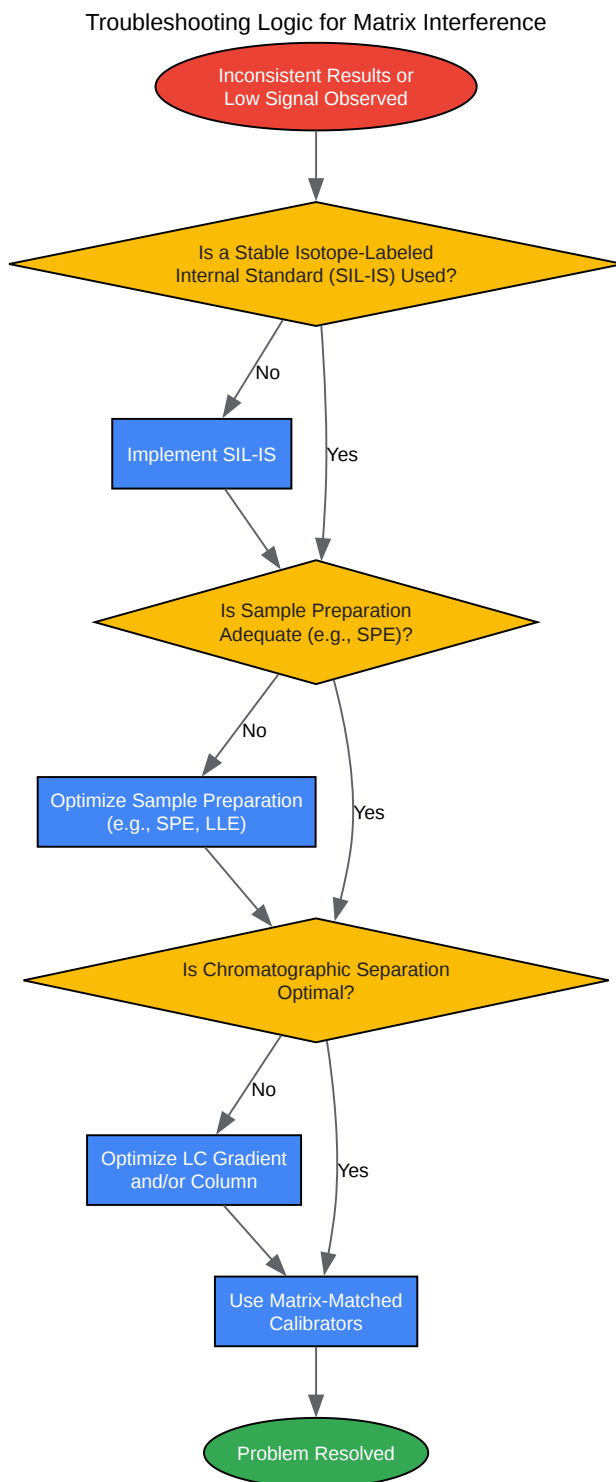 Troubleshooting Logic for Matrix Interference
Inconsistent Results or
Low Signal Observed
Is a Stable Isotope-Labeled
Internal Standard (SIL-IS) Used?
No
Implement SIL-IS
Yes
Is Sample Preparation
Adequate (e.g., SPE)?
No
Optimize Sample Preparation
(e.g., SPE, LLE)
Yes
Is Chromatographic Separation
Optimal?
No
Optimize LC Gradient
and/or Column
Yes
Use Matrix-Matched
Calibrators
Problem Resolved